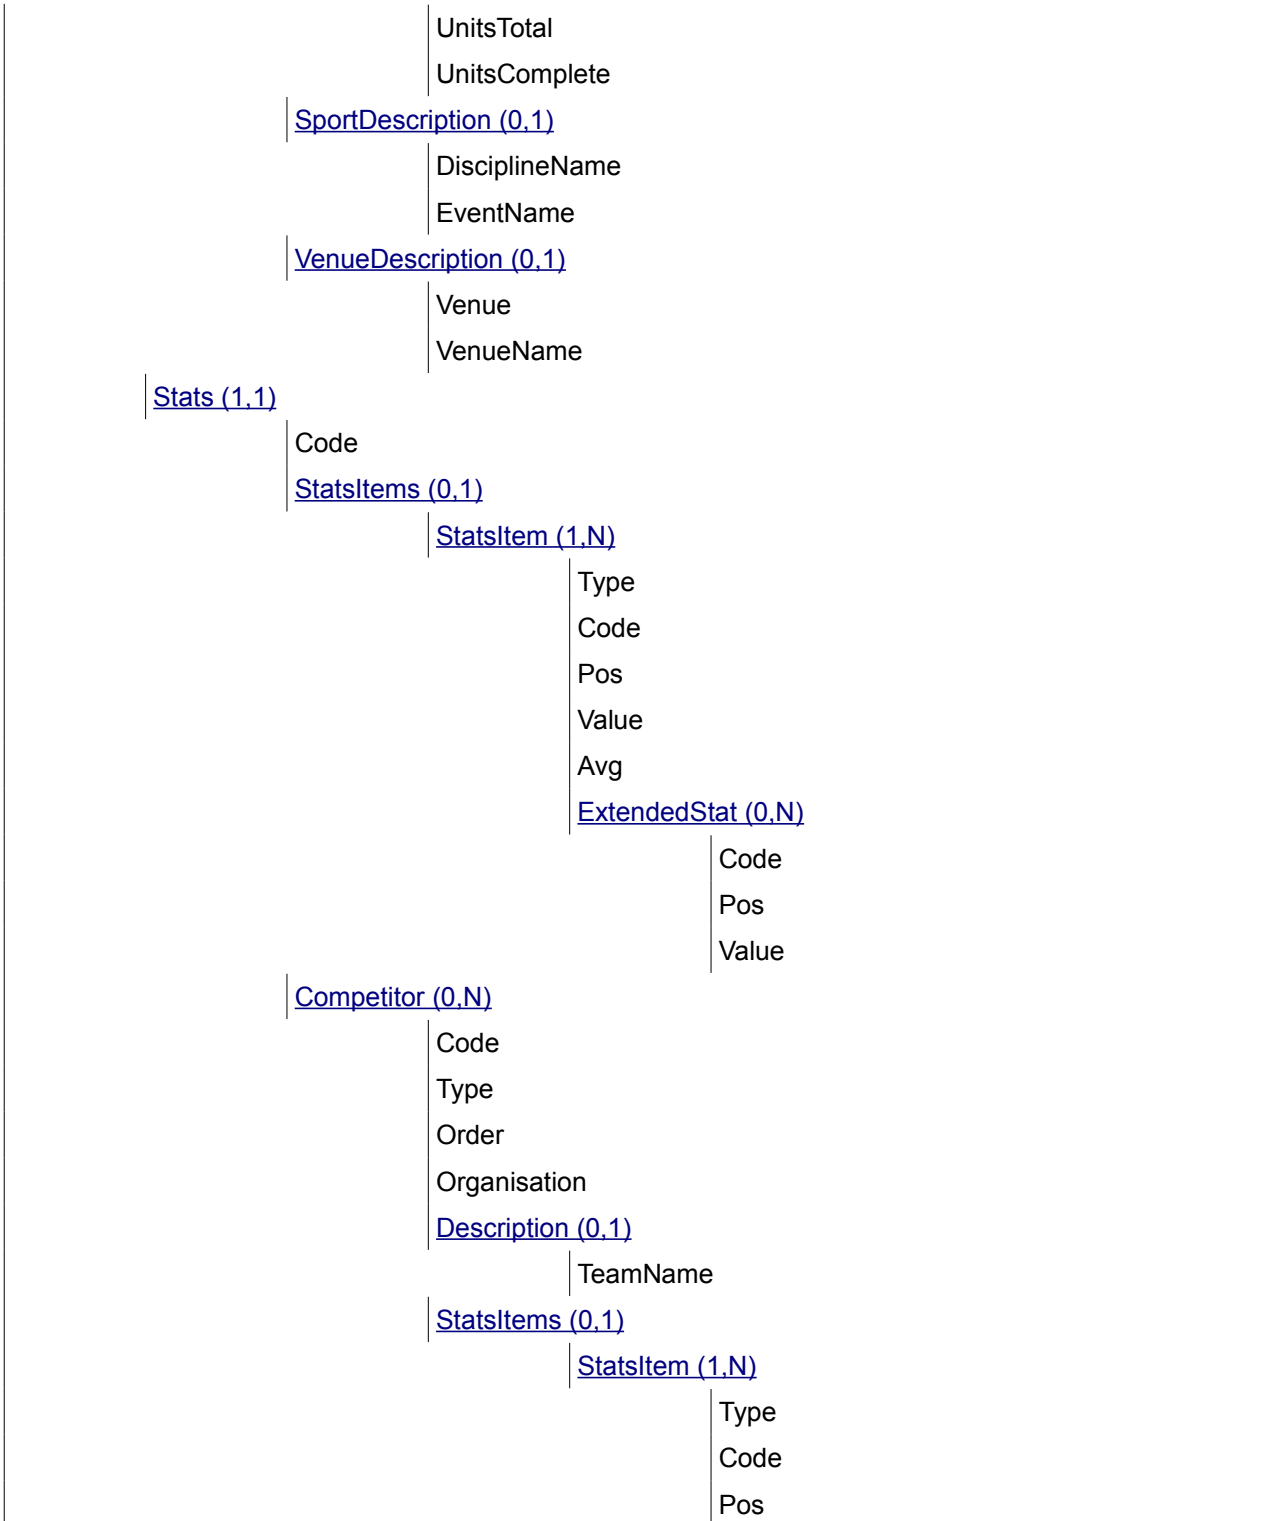 UnitsTotal
UnitsComplete
SportDescription (0,1)
DisciplineName
EventName
VenueDescription (0,1)
Venue
VenueName
Stats (1,1)
Code
StatsItems (0,1)
StatsItem (1,N)
Type
Code
Pos
Value
Avg
ExtendedStat (0,N)
Code
Pos
Value
Competitor (0,N)
Code
Type
Order
Organisation
Description (0,1)
TeamName
StatsItems (0,1)
StatsItem (1,N)
Type
Code
Pos